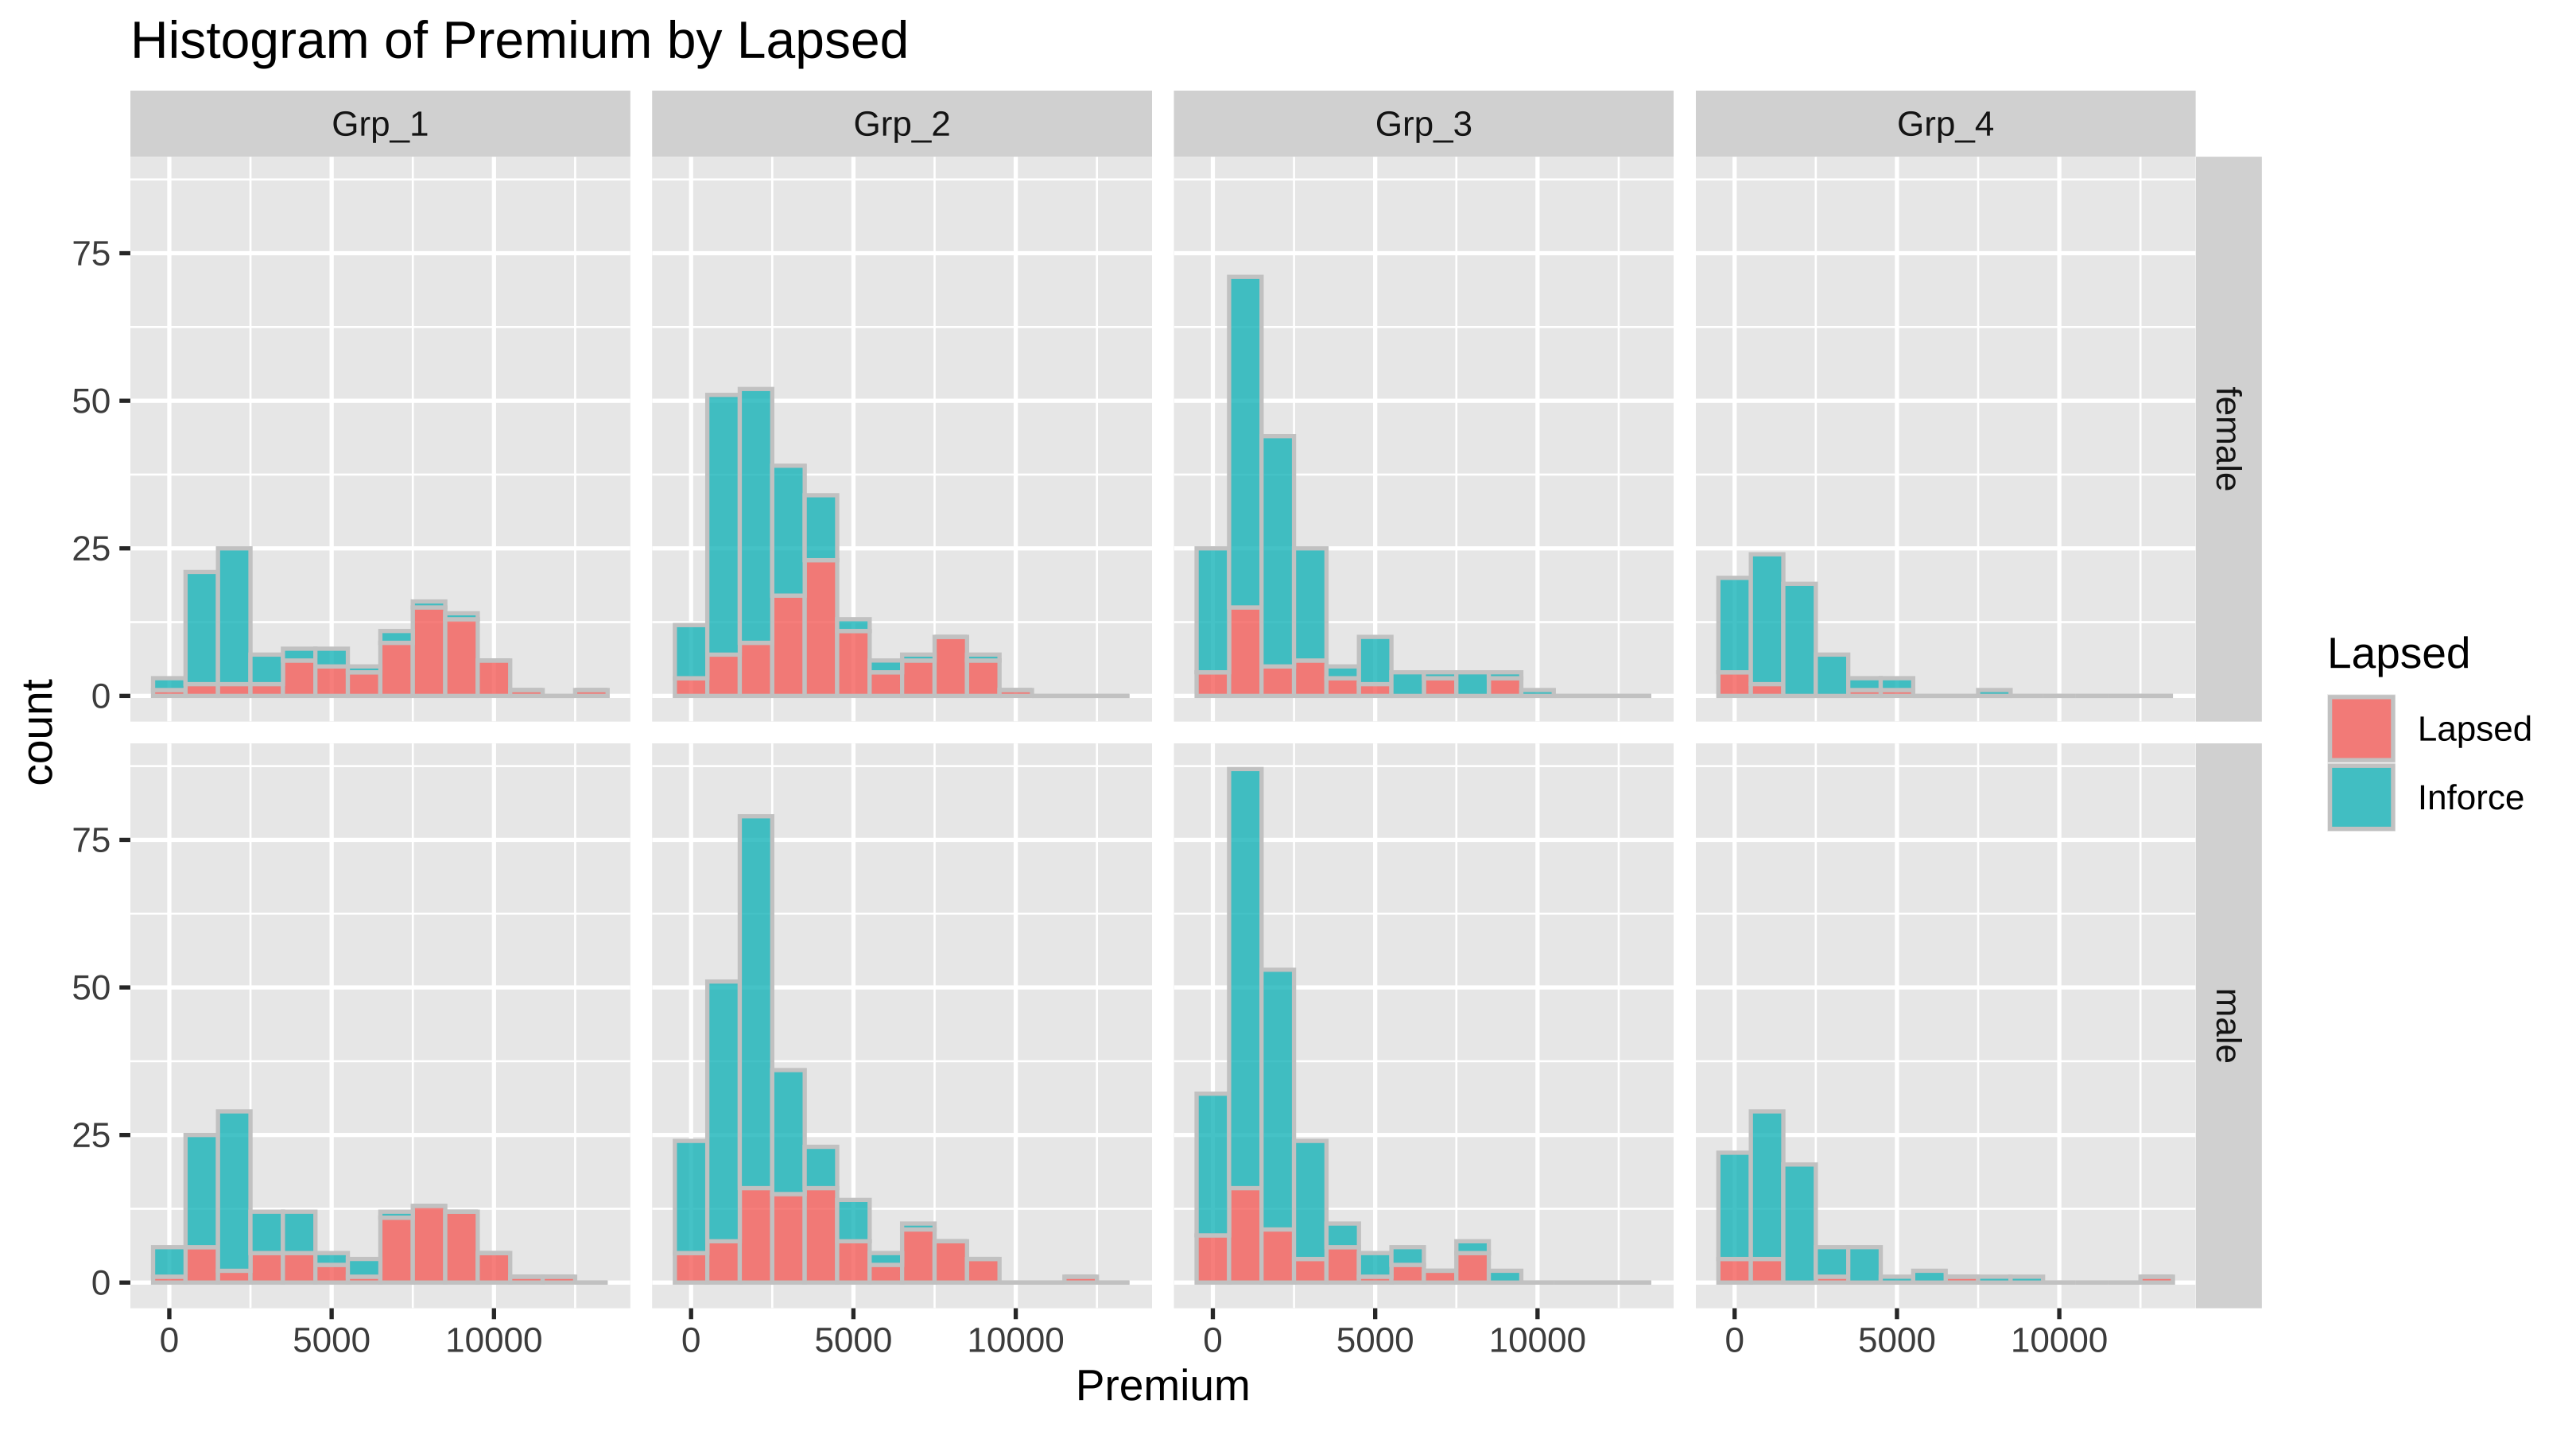 Histogram of Premium by Lapsed
Grp_1 Grp_2 Grp_3 Grp_4
75
50
25
0
female
count
75
50
25
0
male
0 5000 10000 0 5000 10000 0 5000 10000 0 5000 10000
Premium
Lapsed
Lapsed
Inforce